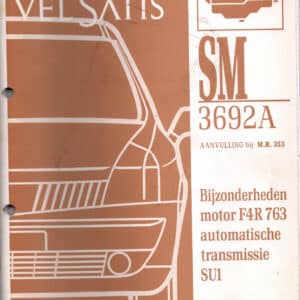 VEL SATIS
SM
3692A
AANVULLING bij M.R. 353
Bijzonderheden
motor F4R 763
automatische
transmissie
SU1